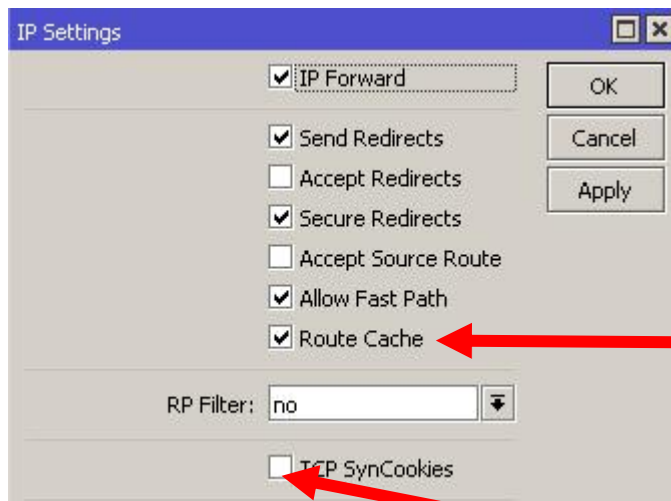 IP Settings
IP Forward
OK
Send Redirects
Cancel
Accept Redirects
Apply
Secure Redirects
Accept Source Route
Allow Fast Path
Route Cache
RP Filter: no
TCP SynCookies